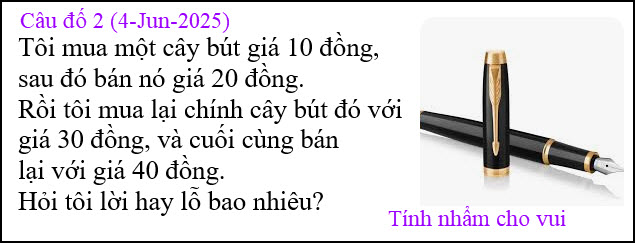 Câu đố 2 (4-Jun-2025)
Tôi mua một cây bút giá 10 đồng,
sau đó bán nó giá 20 đồng.
Rồi tôi mua lại chính cây bút đó với
giá 30 đồng, và cuối cùng bán
lại với giá 40 đồng.
Hỏi tôi lời hay lỗ bao nhiêu?
Tính nhẩm cho vui